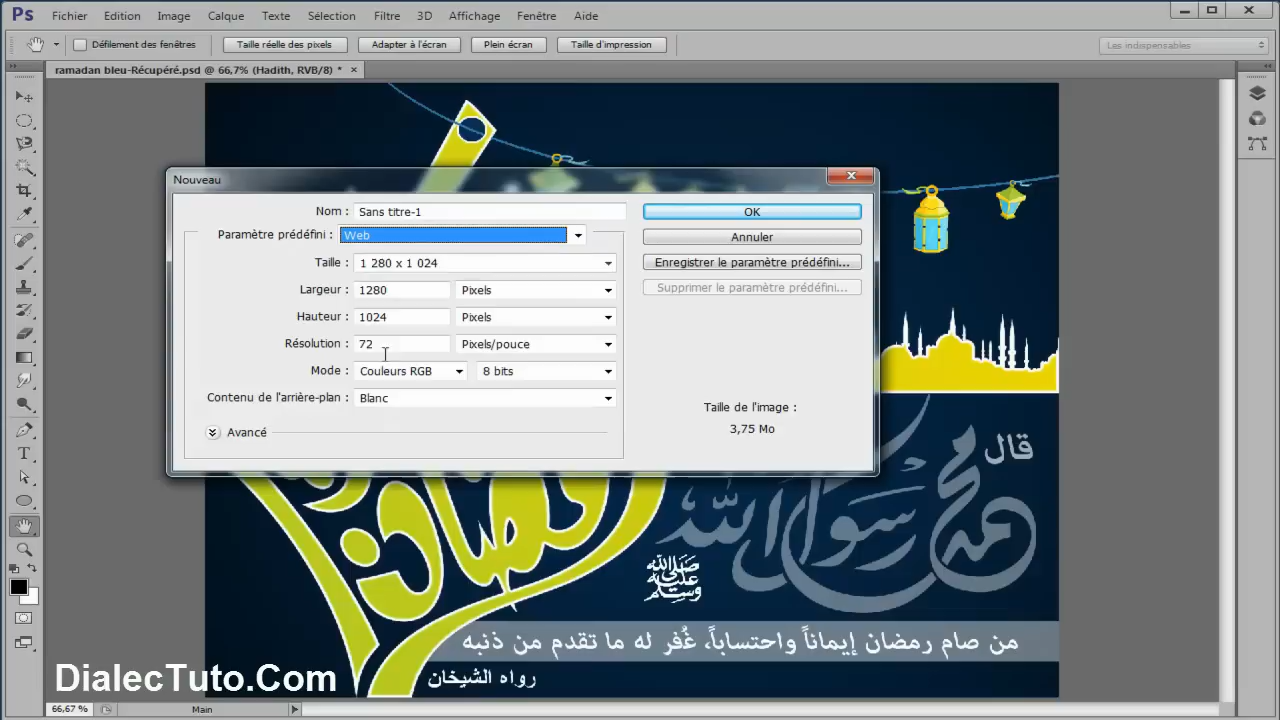 Ps Fichier Edition Image Calque Texte Sélection Filtre 3D Affichage Fenêtre Aide
Défilement des fenêtres Taille réelle des pixels Adapter à l'écran Plein écran Taille d'impression Les indispensables
ramadan bleu-Récupéré.psd @ 66,7% (Hadith, RVB/8) *
Nouveau
Nom : Sans titre-1 OK
Paramètre prédéfini : Web Annuler
Taille : 1 280 x 1 024 Enregistrer le paramètre prédéfini...
Largeur : 1280 Pixels Supprimer le paramètre prédéfini...
Hauteur : 1024 Pixels
Résolution : 72 Pixels/pouce
Mode : Couleurs RGB 8 bits
Contenu de l'arrière-plan : Blanc Taille de l'image :
Avancé 3,75 Mo
قال
محمد رسول الله
صلى الله عليه وسلم
من صام رمضان إيماناً واحتساباً، غُفر له ما تقدم من ذنبه
رواه الشيخان
DialecTuto.Com
66,67 % Main